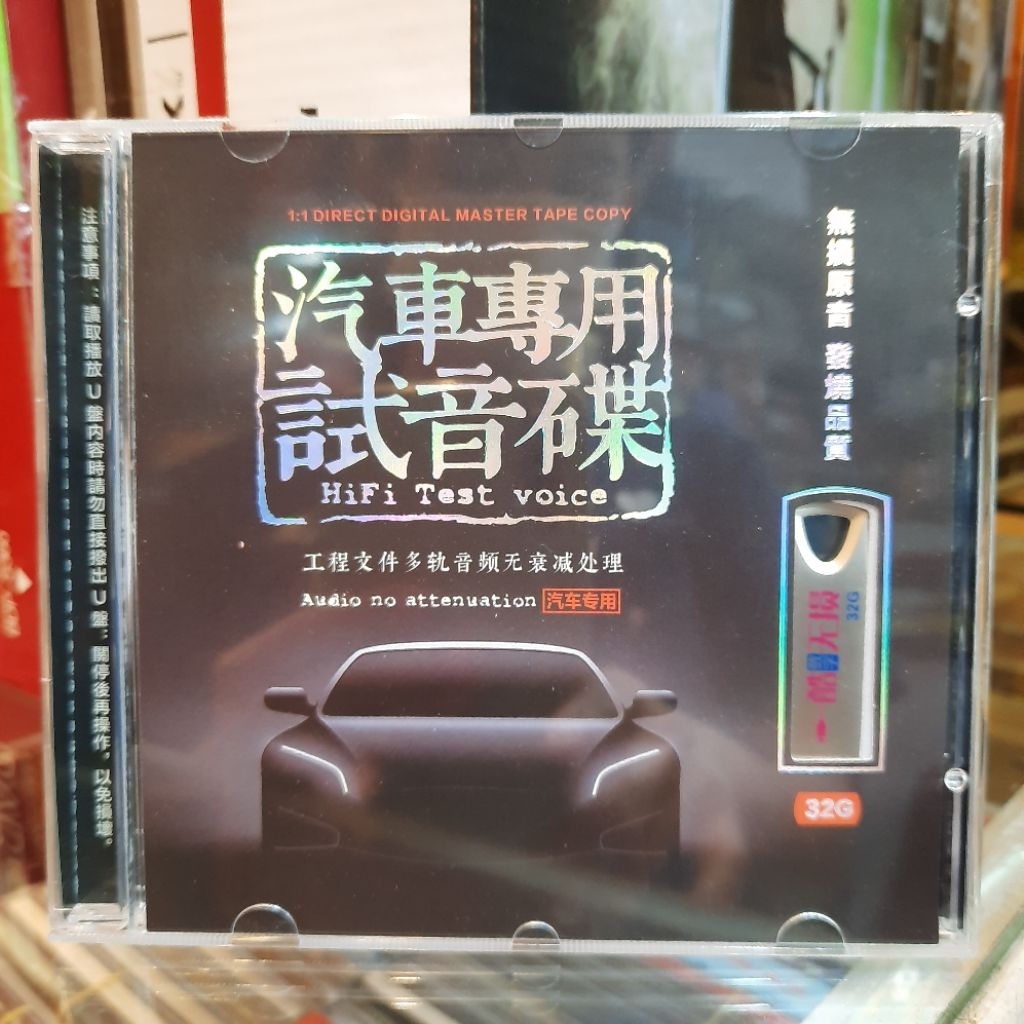 1:1 DIRECT DIGITAL MASTER TAPE COPY
汽車專用
試音碟
HiFi Test voice
工程文件多轨音频无衰减处理
Audio no attenuation 汽车专用
無損原音 發燒品質
32G
32G
注意事項：讀取播放U盤内容時請勿直接撥出U盤；關停後再操作，以免損壞。